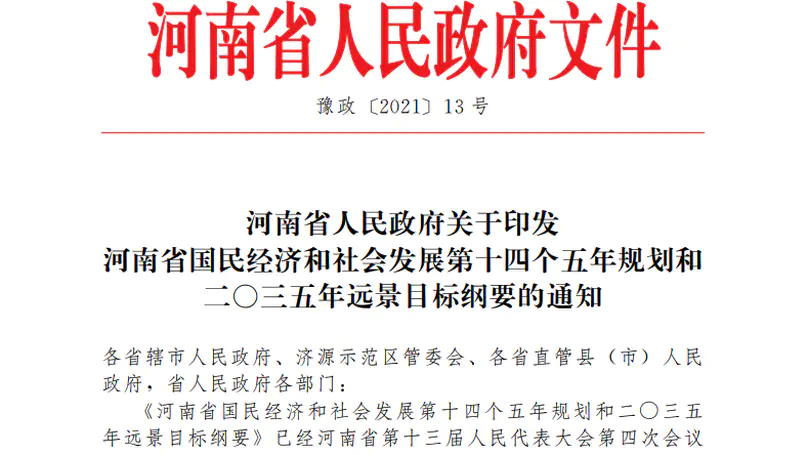 河南省人民政府文件
豫政〔2021〕13号
河南省人民政府关于印发
河南省国民经济和社会发展第十四个五年规划和
二〇三五年远景目标纲要的通知
各省辖市人民政府、济源示范区管委会、各省直管县（市）人民
政府，省人民政府各部门：
《河南省国民经济和社会发展第十四个五年规划和二〇三五
年远景目标纲要》已经河南省第十三届人民代表大会第四次会议